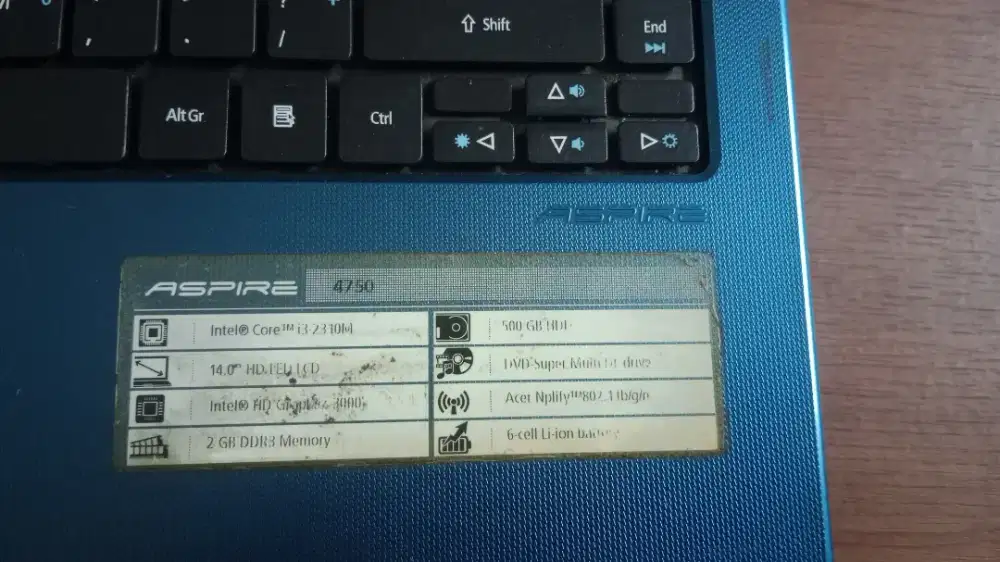 ,
.
? +
/
⇧ Shift
End
Alt Gr
Ctrl
ASPIRE
ASPIRE 4750
Intel® Core™ i3-2310M
500 GB HDD
14.0" HD LED LCD
DVD-Super Multi DL drive
Intel® HD Graphics 3000
Acer Nplify™802.11b/g/n
2 GB DDR3 Memory
6-cell Li-ion battery